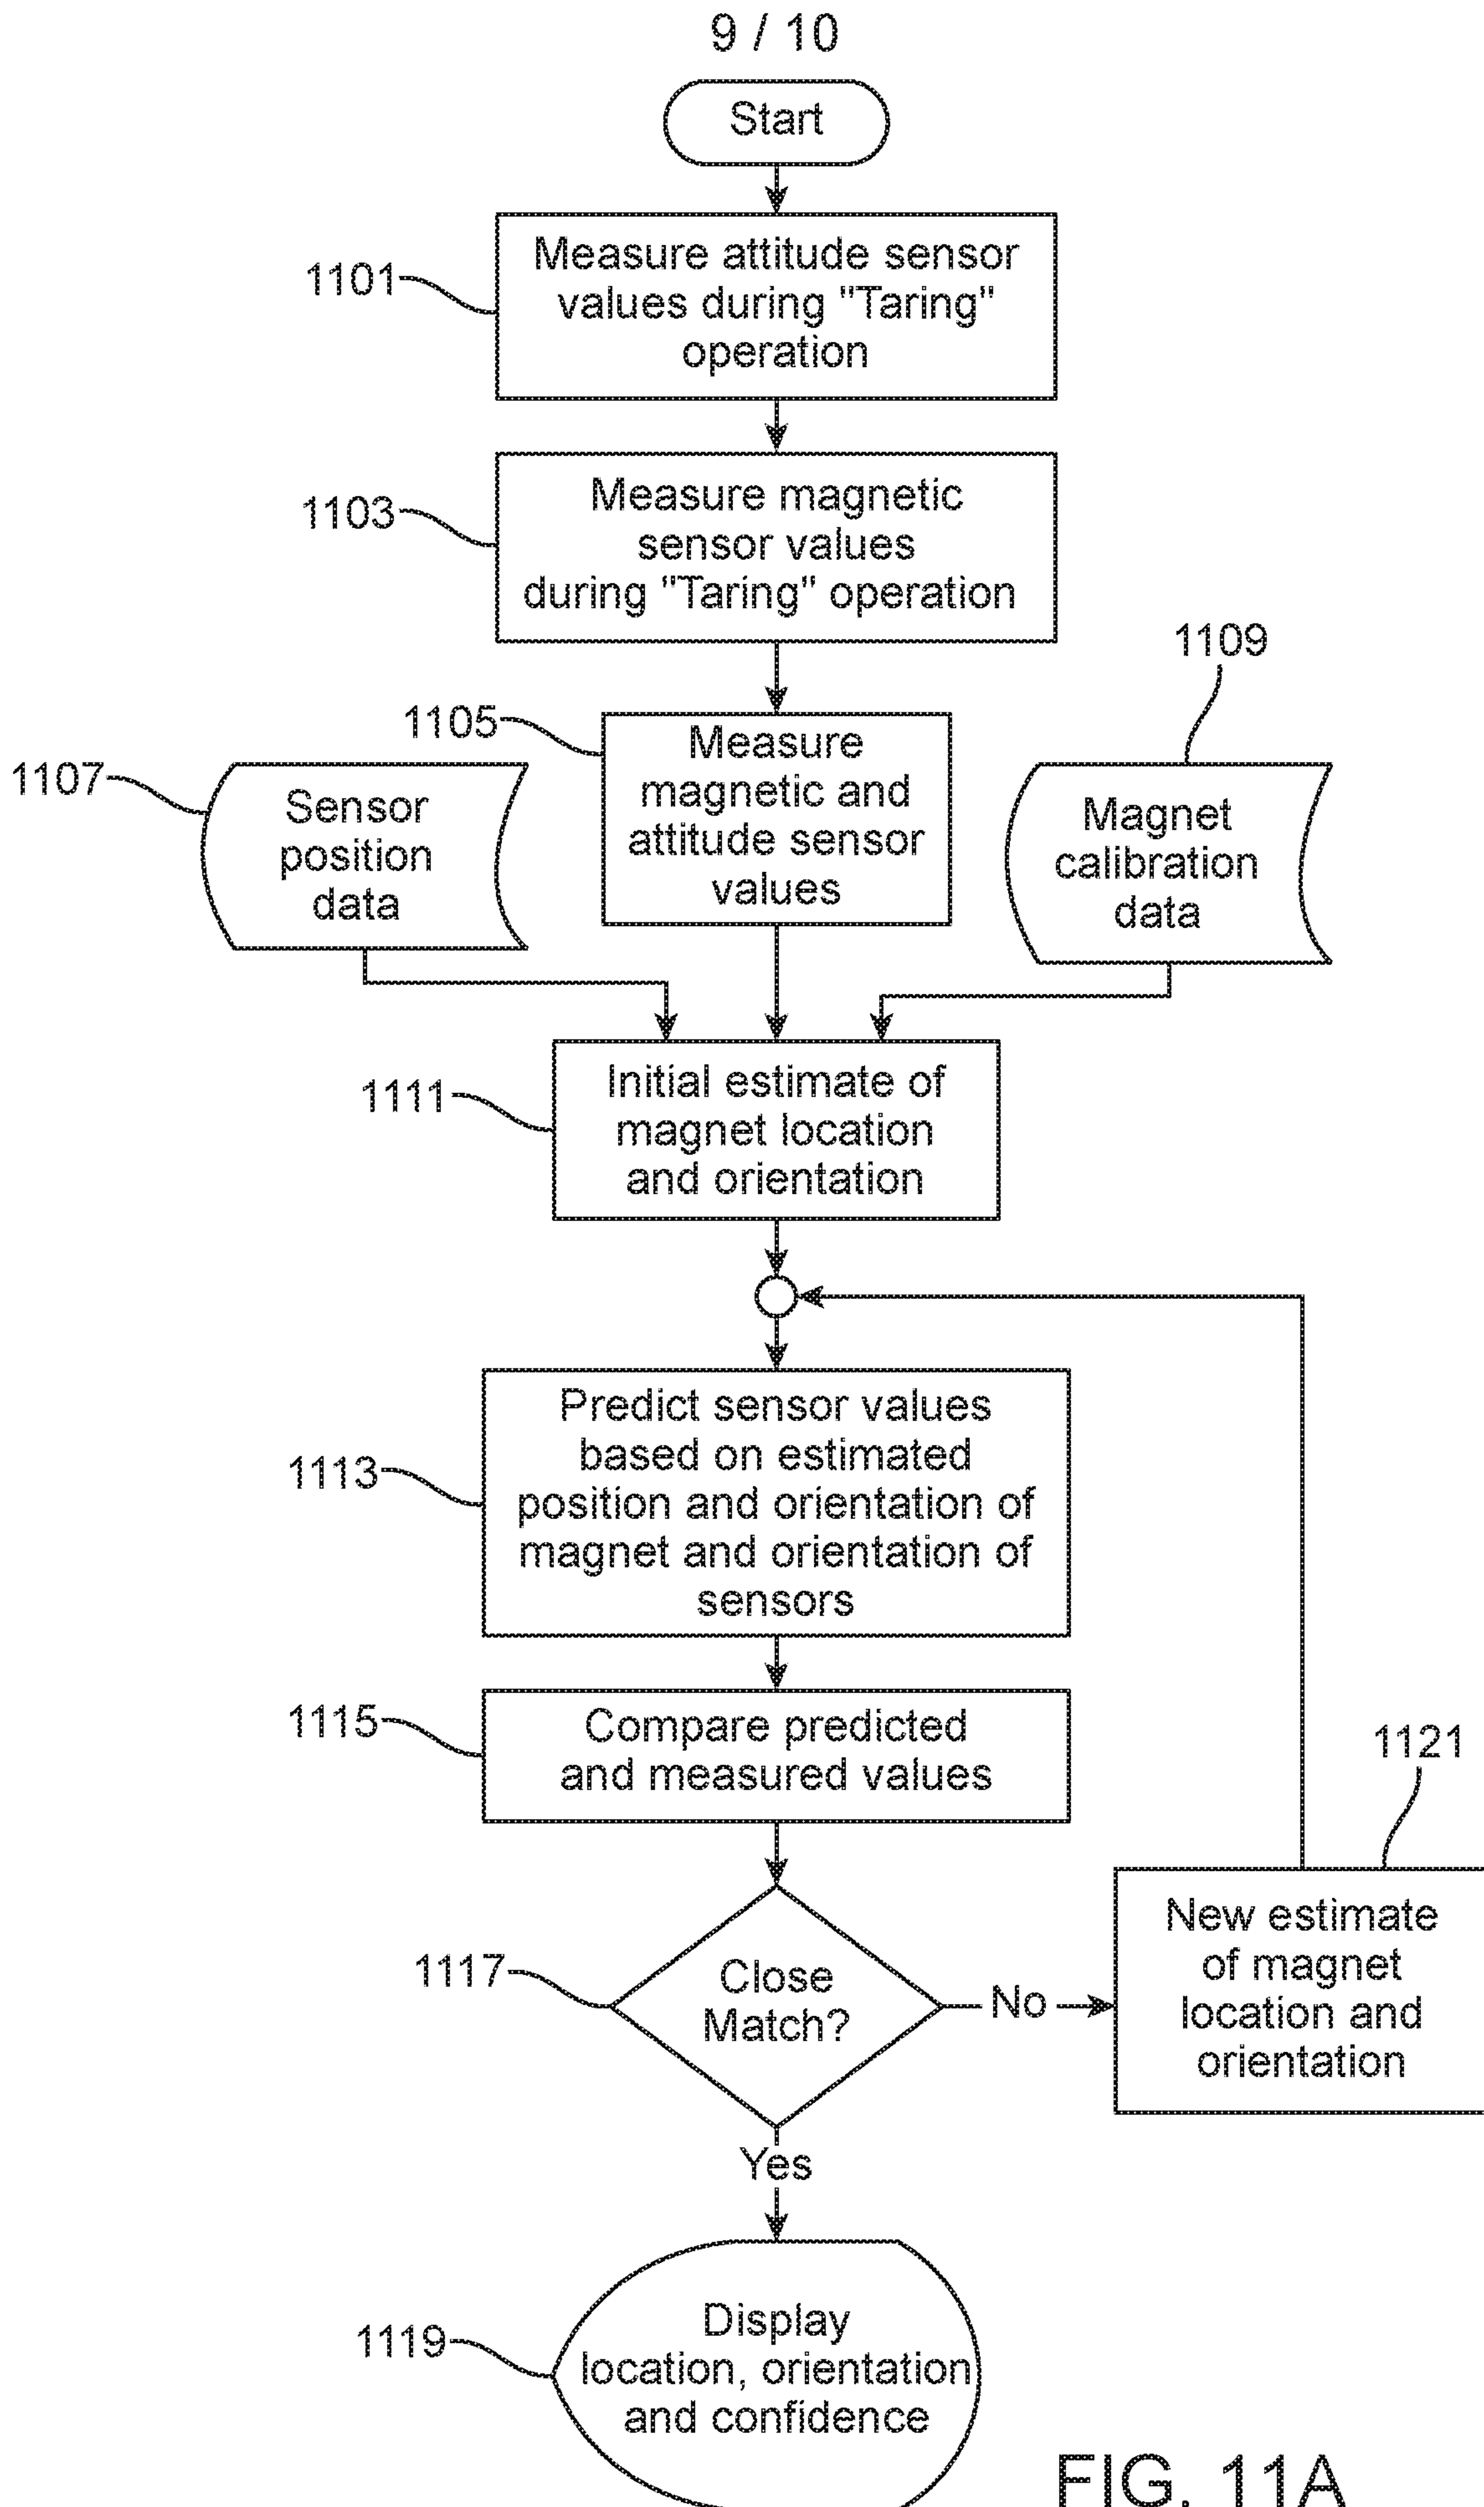 9 / 10
Start
1101
Measure attitude sensor
values during "Taring"
operation
1103
Measure magnetic
sensor values
during "Taring" operation
1109
1105
Measure
magnetic and
attitude sensor
values
1107
Sensor
position
data
Magnet
calibration
data
1111
Initial estimate of
magnet location
and orientation
1113
Predict sensor values
based on estimated
position and orientation of
magnet and orientation of
sensors
1115
Compare predicted
and measured values
1121
1117
Close
Match?
No
New estimate
of magnet
location and
orientation
Yes
1119
Display
location, orientation
and confidence
FIG. 11A